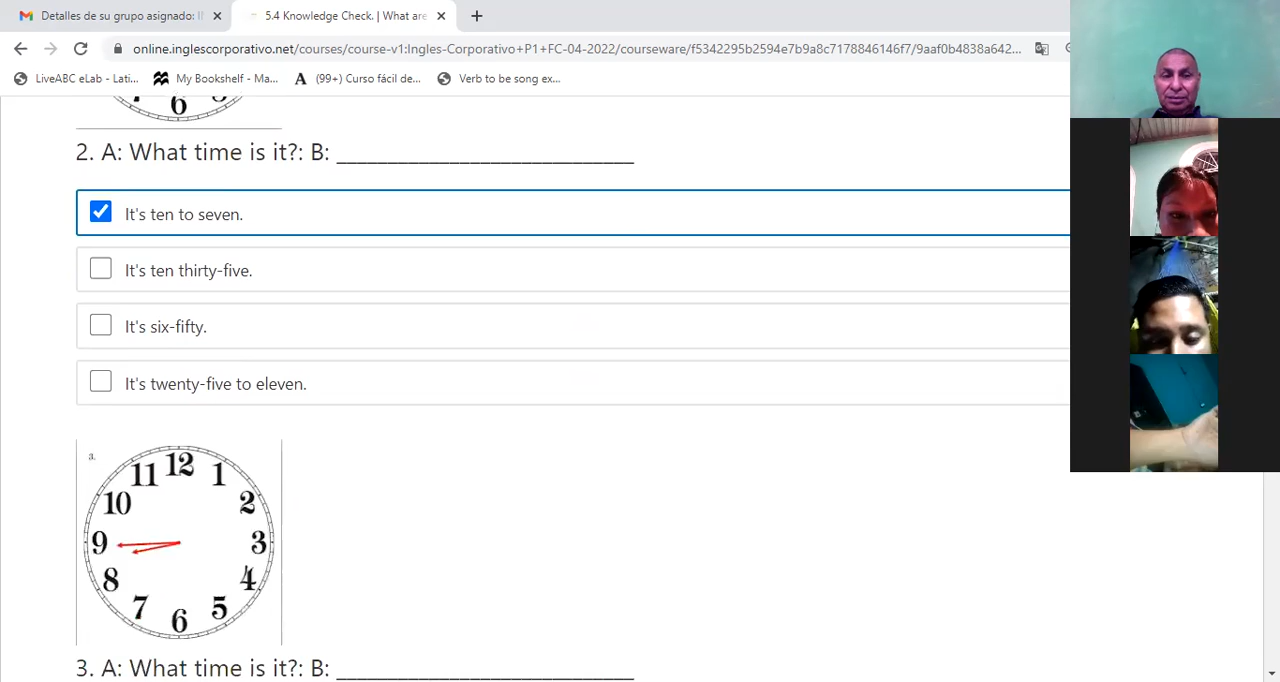 Detalles de su grupo asignado: I
5.4 Knowledge Check. | What are
online.inglescorporativo.net/courses/course-v1:Ingles-Corporativo+P1+FC-04-2022/courseware/f5342295b2594e7b9a8c7178846146f7/9aaf0b4838a642...
LiveABC eLab - Lati... My Bookshelf - Ma... (99+) Curso fácil de... Verb to be song ex...
6
2. A: What time is it?: B: ___________________________
It's ten to seven.
It's ten thirty-five.
It's six-fifty.
It's twenty-five to eleven.
a.
12
11 1
10 2
9 3
8 4
7 5
6
3. A: What time is it?: B: ___________________________